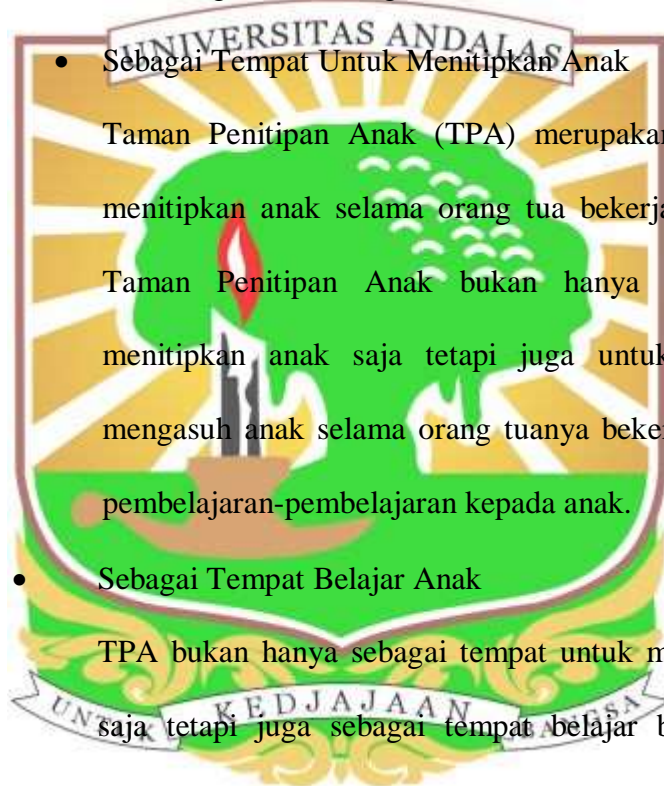 UNIVERSITAS ANDALAS
• Sebagai Tempat Untuk Menitipkan Anak
Taman Penitipan Anak (TPA) merupakan
menitipkan anak selama orang tua bekerja
Taman Penitipan Anak bukan hanya
menitipkan anak saja tetapi juga untuk
mengasuh anak selama orang tuanya
pembelajaran-pembelajaran kepada anak.
• Sebagai Tempat Belajar Anak
TPA bukan hanya sebagai tempat untuk
saja tetapi juga sebagai tempat belajar
UNTUK KEDJAJAAN BANGSA